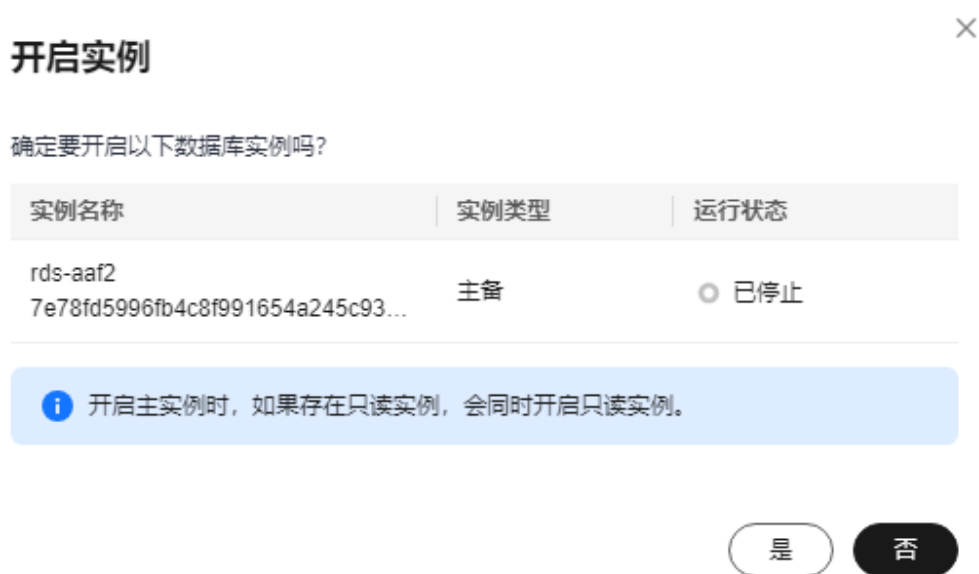 开启实例
确定要开启以下数据库实例吗?
实例名称 实例类型 运行状态
rds-aaf2
7e78fd5996fb4c8f991654a245c93...
主备
已停止
开启主实例时，如果存在只读实例，会同时开启只读实例。
是 否